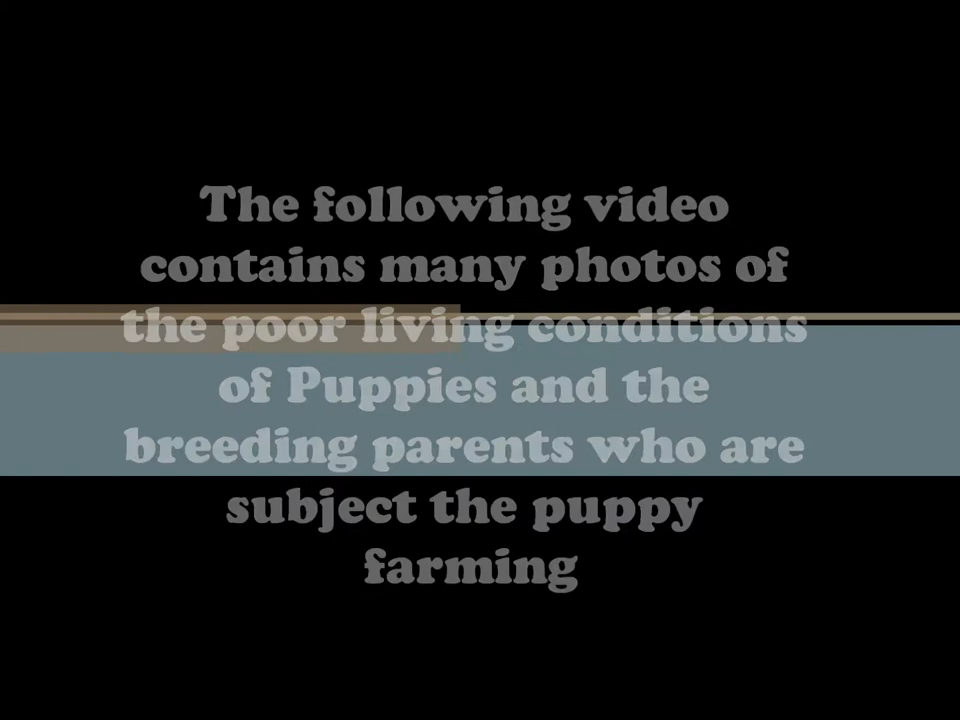 The following video
contains many photos of
the poor living conditions
of Puppies and the
breeding parents who are
subject the puppy
farming